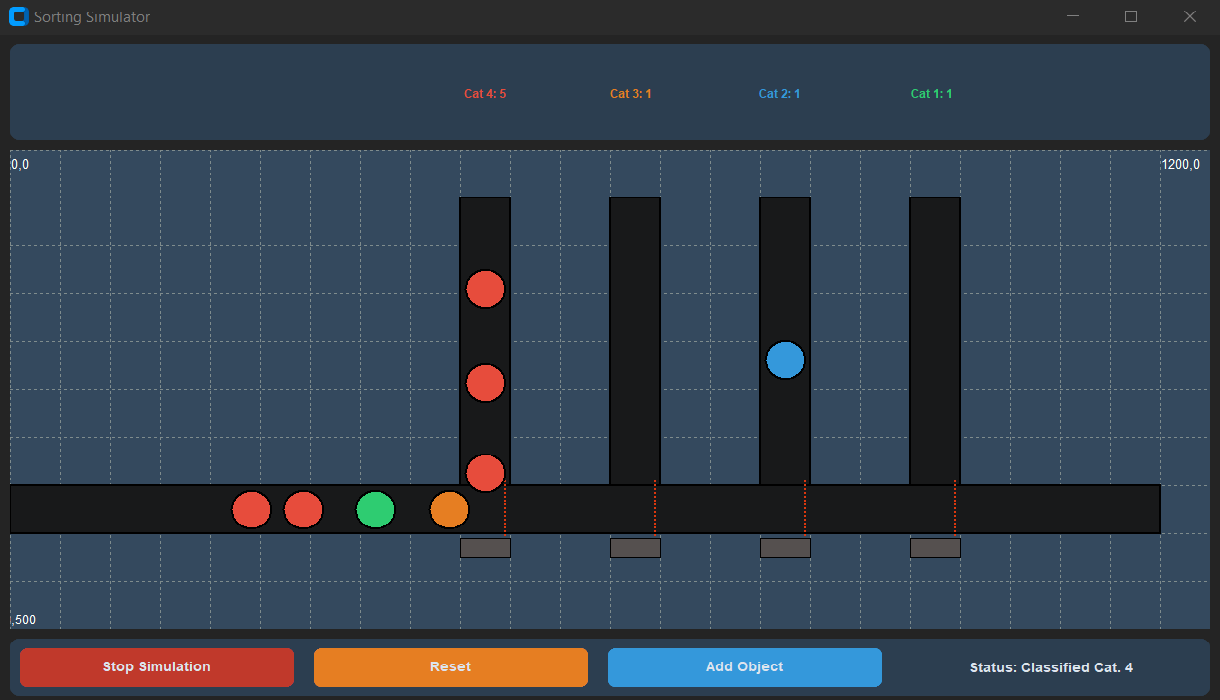 Sorting Simulator
Cat 4: 5 Cat 3: 1 Cat 2: 1 Cat 1: 1
0,0 1200,0
,500
Stop Simulation Reset Add Object Status: Classified Cat. 4